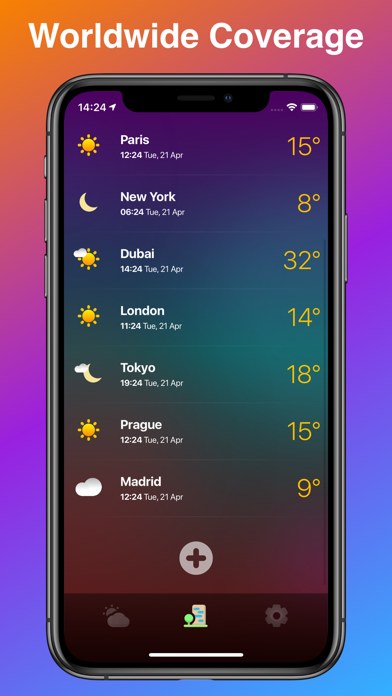 Worldwide Coverage
14:24
Paris 15°
12:24 Tue, 21 Apr
New York 8°
06:24 Tue, 21 Apr
Dubai 32°
14:24 Tue, 21 Apr
London 14°
11:24 Tue, 21 Apr
Tokyo 18°
19:24 Tue, 21 Apr
Prague 15°
12:24 Tue, 21 Apr
Madrid 9°
12:24 Tue, 21 Apr